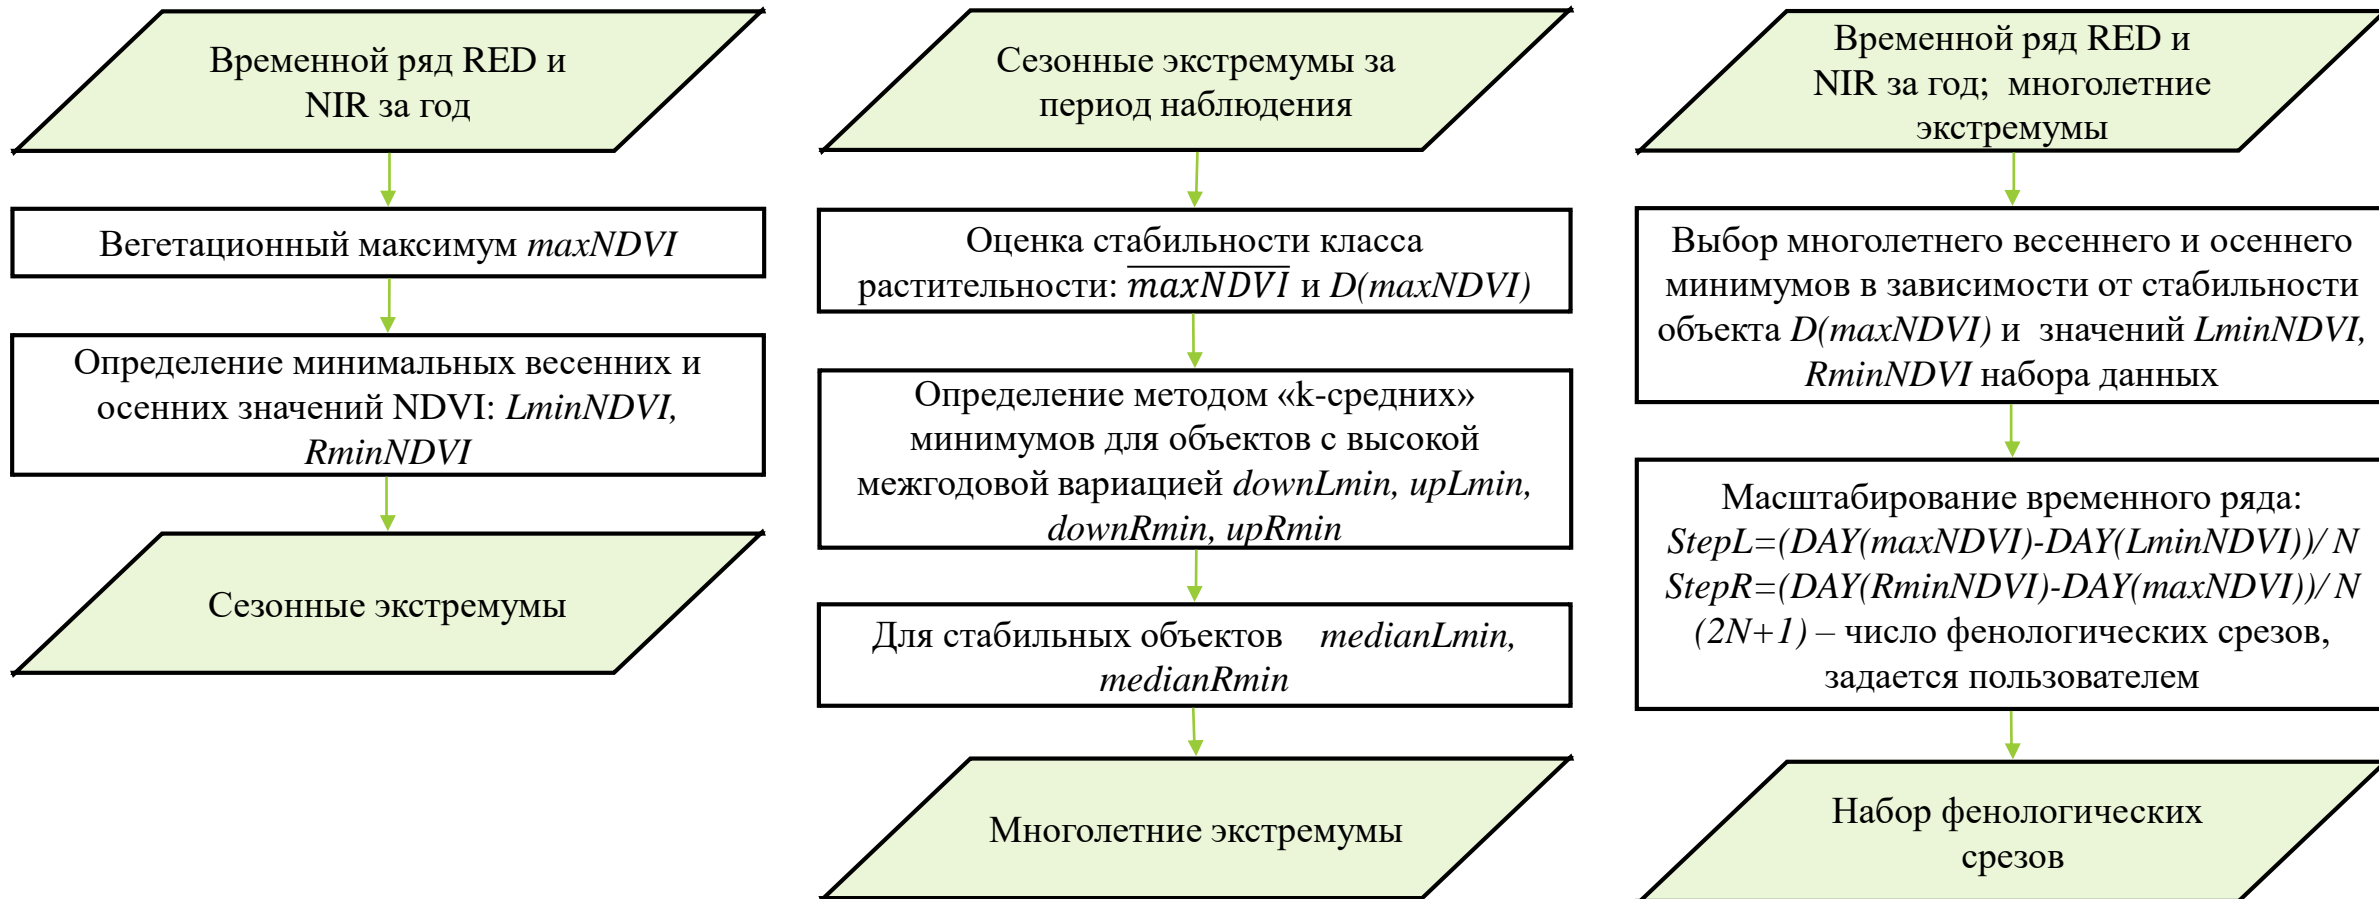 Временной ряд RED и
NIR за год
Вегетационный максимум maxNDVI
Определение минимальных весенних и
осенних значений NDVI: LminNDVI,
RminNDVI
Сезонные экстремумы
Сезонные экстремумы за
период наблюдения
Оценка стабильности класса
растительности: \overline{maxNDVI} и D(maxNDVI)
Определение методом «k-средних»
минимумов для объектов с высокой
межгодовой вариацией downLmin, upLmin,
downRmin, upRmin
Для стабильных объектов medianLmin,
medianRmin
Многолетние экстремумы
Временной ряд RED и
NIR за год; многолетние
экстремумы
Выбор многолетнего весеннего и осеннего
минимумов в зависимости от стабильности
объекта D(maxNDVI) и значений LminNDVI,
RminNDVI набора данных
Масштабирование временного ряда:
StepL=(DAY(maxNDVI)-DAY(LminNDVI))/ N
StepR=(DAY(RminNDVI)-DAY(maxNDVI))/ N
(2N+1) – число фенологических срезов,
задается пользователем
Набор фенологических
срезов